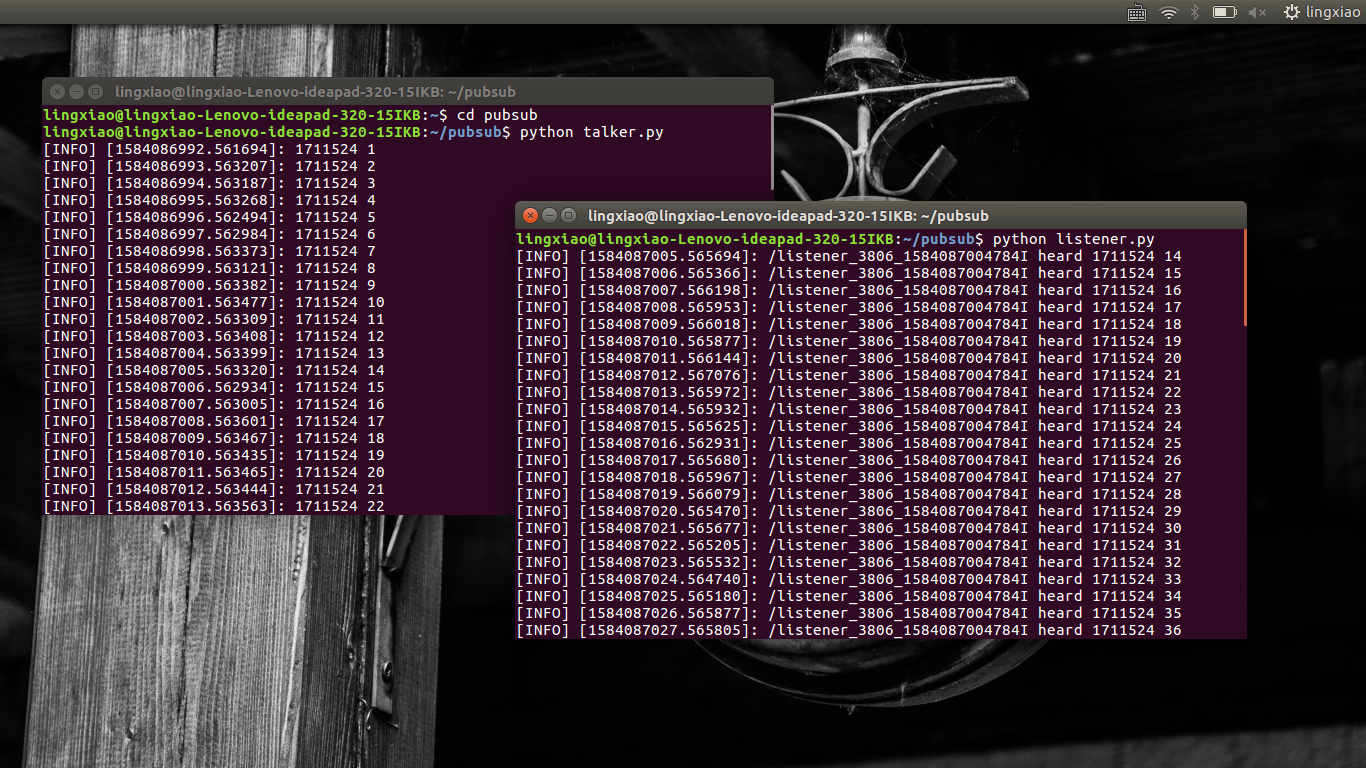 lingxiao
lingxiao@lingxiao-Lenovo-ideapad-320-15IKB: ~/pubsub
lingxiao@lingxiao-Lenovo-ideapad-320-15IKB:~$ cd pubsub
lingxiao@lingxiao-Lenovo-ideapad-320-15IKB:~/pubsub$ python talker.py
[INFO] [1584086992.561694]: 1711524 1
[INFO] [1584086993.563207]: 1711524 2
[INFO] [1584086994.563187]: 1711524 3
[INFO] [1584086995.563268]: 1711524 4
[INFO] [1584086996.562494]: 1711524 5
[INFO] [1584086997.562984]: 1711524 6
[INFO] [1584086998.563373]: 1711524 7
[INFO] [1584086999.563121]: 1711524 8
[INFO] [1584087000.563382]: 1711524 9
[INFO] [1584087001.563477]: 1711524 10
[INFO] [1584087002.563309]: 1711524 11
[INFO] [1584087003.563408]: 1711524 12
[INFO] [1584087004.563399]: 1711524 13
[INFO] [1584087005.563320]: 1711524 14
[INFO] [1584087006.562934]: 1711524 15
[INFO] [1584087007.563005]: 1711524 16
[INFO] [1584087008.563601]: 1711524 17
[INFO] [1584087009.563467]: 1711524 18
[INFO] [1584087010.563435]: 1711524 19
[INFO] [1584087011.563465]: 1711524 20
[INFO] [1584087012.563444]: 1711524 21
[INFO] [1584087013.563563]: 1711524 22
lingxiao@lingxiao-Lenovo-ideapad-320-15IKB: ~/pubsub
lingxiao@lingxiao-Lenovo-ideapad-320-15IKB:~/pubsub$ python listener.py
[INFO] [1584087005.565694]: /listener_3806_1584087004784I heard 1711524 14
[INFO] [1584087006.565366]: /listener_3806_1584087004784I heard 1711524 15
[INFO] [1584087007.566198]: /listener_3806_1584087004784I heard 1711524 16
[INFO] [1584087008.565953]: /listener_3806_1584087004784I heard 1711524 17
[INFO] [1584087009.566018]: /listener_3806_1584087004784I heard 1711524 18
[INFO] [1584087010.565877]: /listener_3806_1584087004784I heard 1711524 19
[INFO] [1584087011.566144]: /listener_3806_1584087004784I heard 1711524 20
[INFO] [1584087012.567076]: /listener_3806_1584087004784I heard 1711524 21
[INFO] [1584087013.565972]: /listener_3806_1584087004784I heard 1711524 22
[INFO] [1584087014.565932]: /listener_3806_1584087004784I heard 1711524 23
[INFO] [1584087015.565625]: /listener_3806_1584087004784I heard 1711524 24
[INFO] [1584087016.562931]: /listener_3806_1584087004784I heard 1711524 25
[INFO] [1584087017.565680]: /listener_3806_1584087004784I heard 1711524 26
[INFO] [1584087018.565967]: /listener_3806_1584087004784I heard 1711524 27
[INFO] [1584087019.566079]: /listener_3806_1584087004784I heard 1711524 28
[INFO] [1584087020.565470]: /listener_3806_1584087004784I heard 1711524 29
[INFO] [1584087021.565677]: /listener_3806_1584087004784I heard 1711524 30
[INFO] [1584087022.565205]: /listener_3806_1584087004784I heard 1711524 31
[INFO] [1584087023.565532]: /listener_3806_1584087004784I heard 1711524 32
[INFO] [1584087024.564740]: /listener_3806_1584087004784I heard 1711524 33
[INFO] [1584087025.565180]: /listener_3806_1584087004784I heard 1711524 34
[INFO] [1584087026.565877]: /listener_3806_1584087004784I heard 1711524 35
[INFO] [1584087027.565805]: /listener_3806_1584087004784I heard 1711524 36